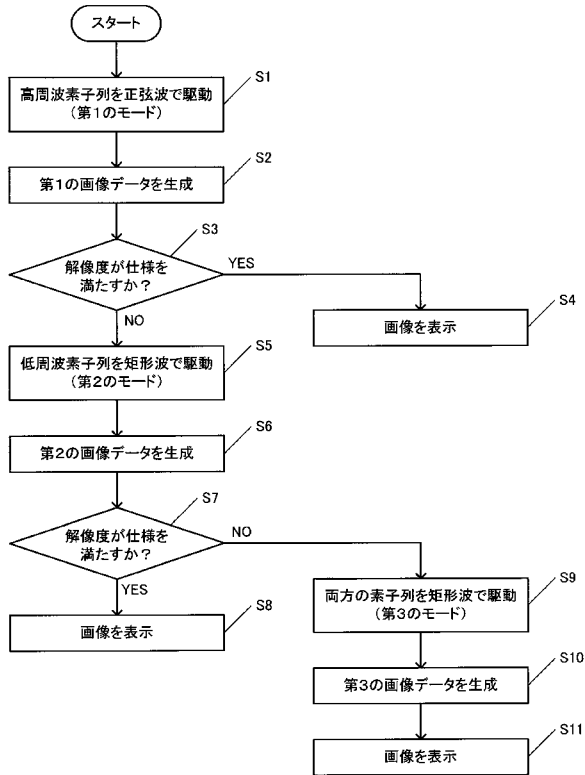 スタート
S1
高周波素子列を正弦波で駆動
(第1のモード)
S2
第1の画像データを生成
S3
解像度が仕様を
満たすか?
YES
S4
画像を表示
NO
S5
低周波素子列を矩形波で駆動
(第2のモード)
S6
第2の画像データを生成
S7
解像度が仕様を
満たすか?
NO
YES
S8
画像を表示
S9
両方の素子列を矩形波で駆動
(第3のモード)
S10
第3の画像データを生成
S11
画像を表示